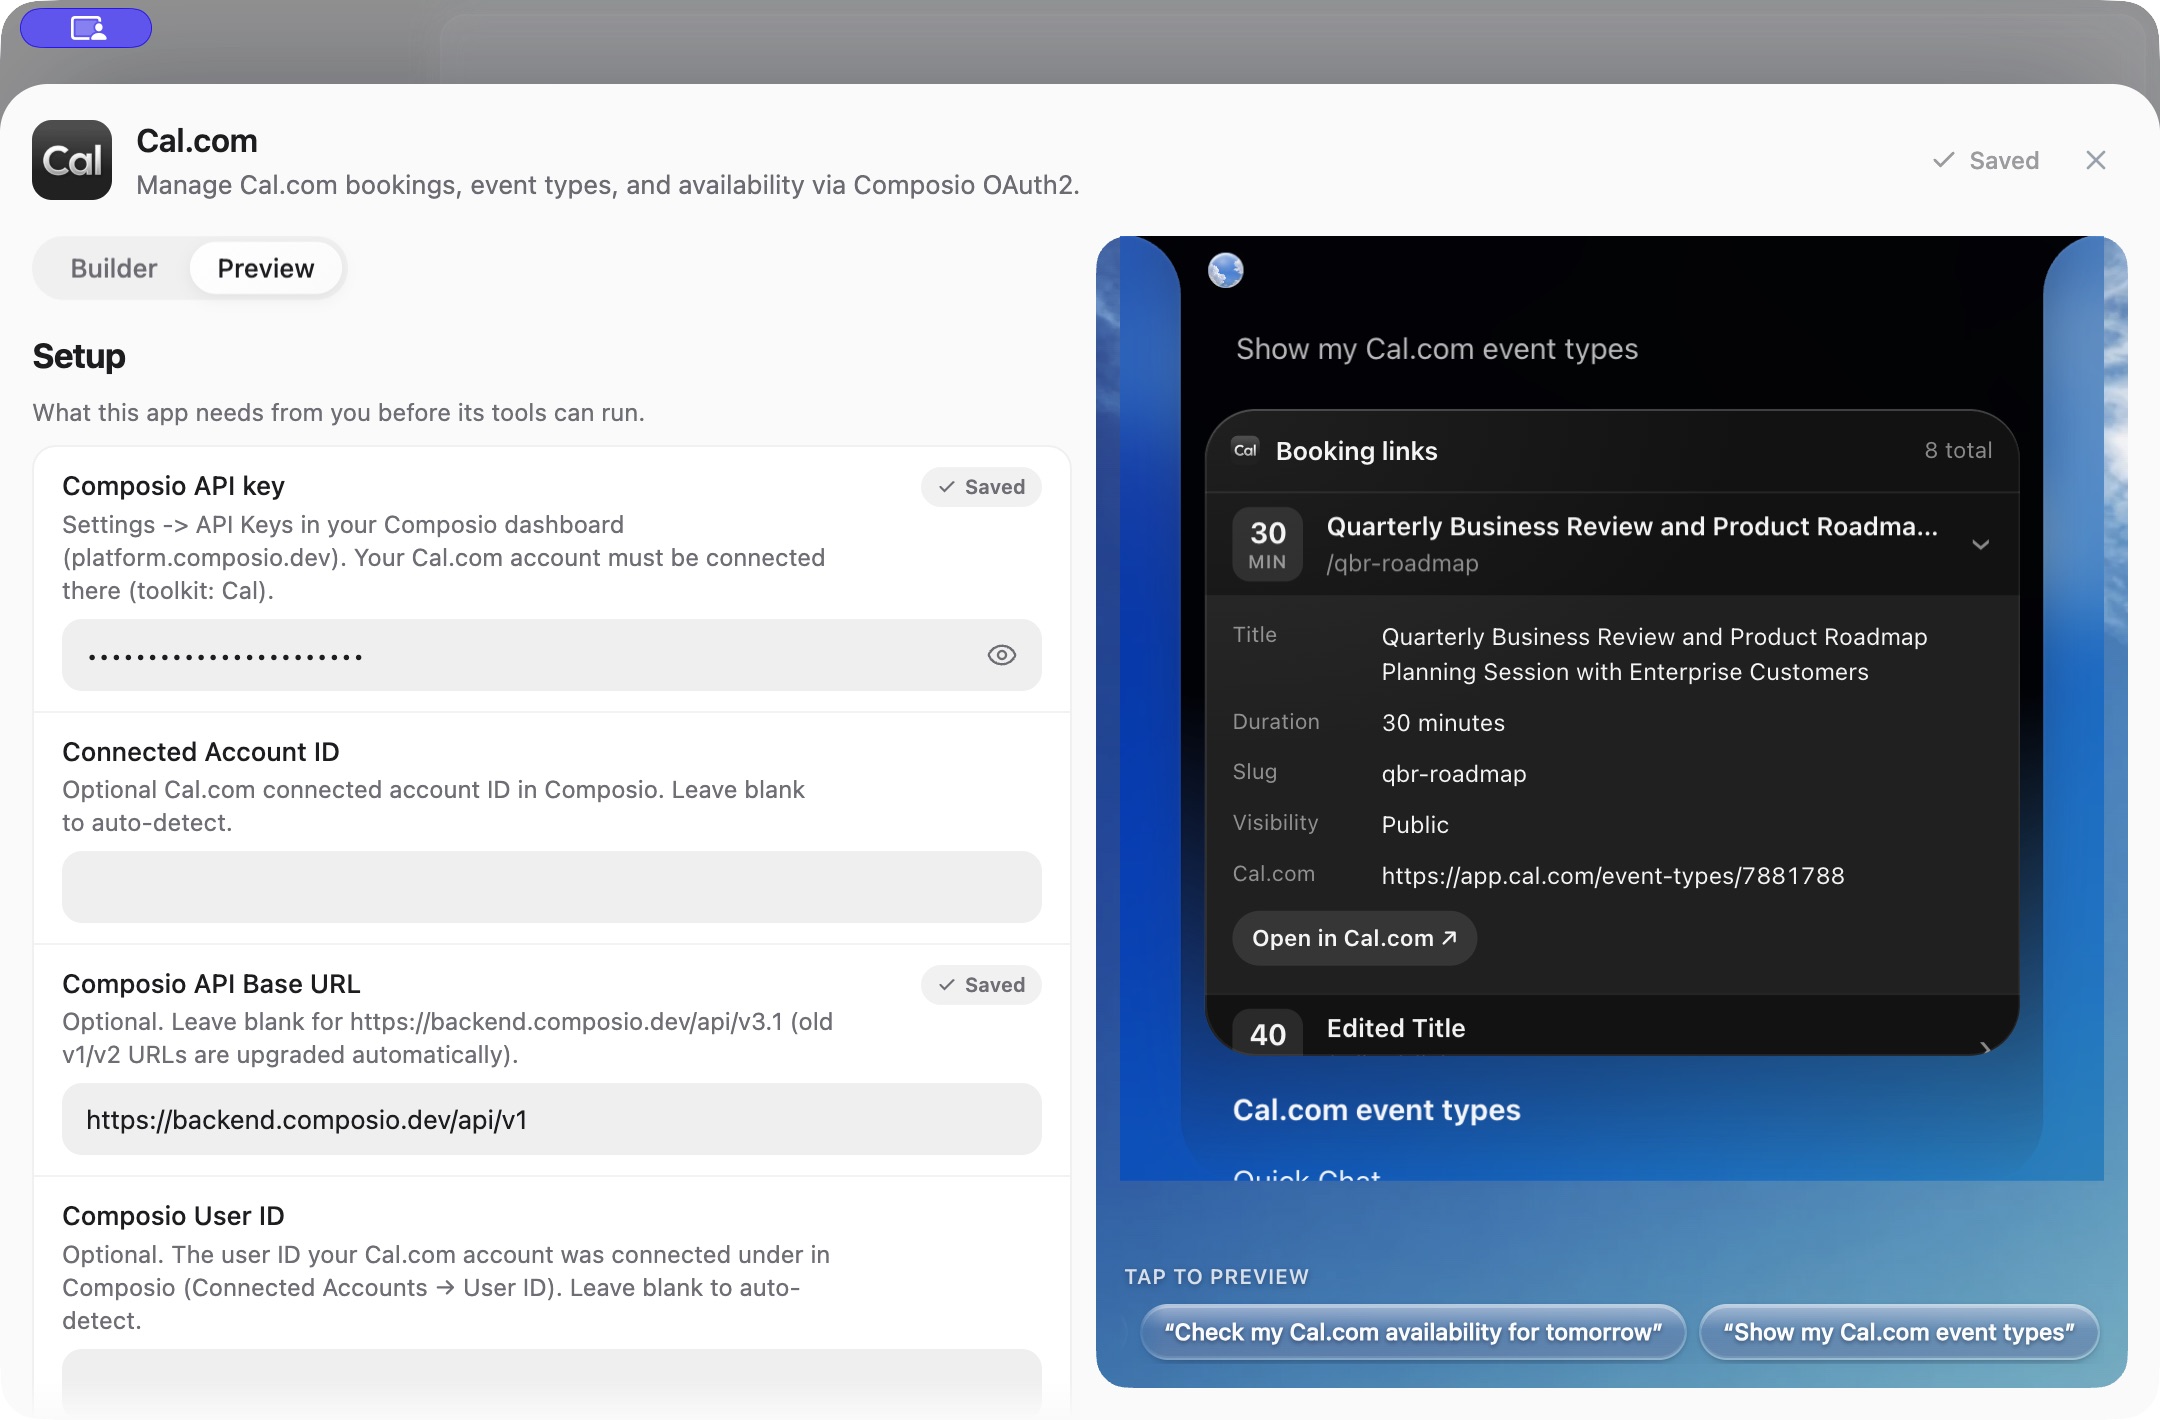 Cal
Cal.com
Manage Cal.com bookings, event types, and availability via Composio OAuth2.
Saved
Builder
Preview
Setup
What this app needs from you before its tools can run.
Composio API key
Saved
Settings -> API Keys in your Composio dashboard
(platform.composio.dev). Your Cal.com account must be connected
there (toolkit: Cal).
•••••••••••••••••••••••
Connected Account ID
Optional Cal.com connected account ID in Composio. Leave blank
to auto-detect.
Composio API Base URL
Saved
Optional. Leave blank for https://backend.composio.dev/api/v3.1 (old
v1/v2 URLs are upgraded automatically).
https://backend.composio.dev/api/v1
Composio User ID
Optional. The user ID your Cal.com account was connected under in
Composio (Connected Accounts → User ID). Leave blank to auto-
detect.
Show my Cal.com event types
Cal
Booking links
8 total
30
MIN
Quarterly Business Review and Product Roadma...
/qbr-roadmap
Title
Quarterly Business Review and Product Roadmap
Planning Session with Enterprise Customers
Duration
30 minutes
Slug
qbr-roadmap
Visibility
Public
Cal.com
https://app.cal.com/event-types/7881788
Open in Cal.com ↗
40
Edited Title
Cal.com event types
Quick Chat
TAP TO PREVIEW
“Check my Cal.com availability for tomorrow”
“Show my Cal.com event types”